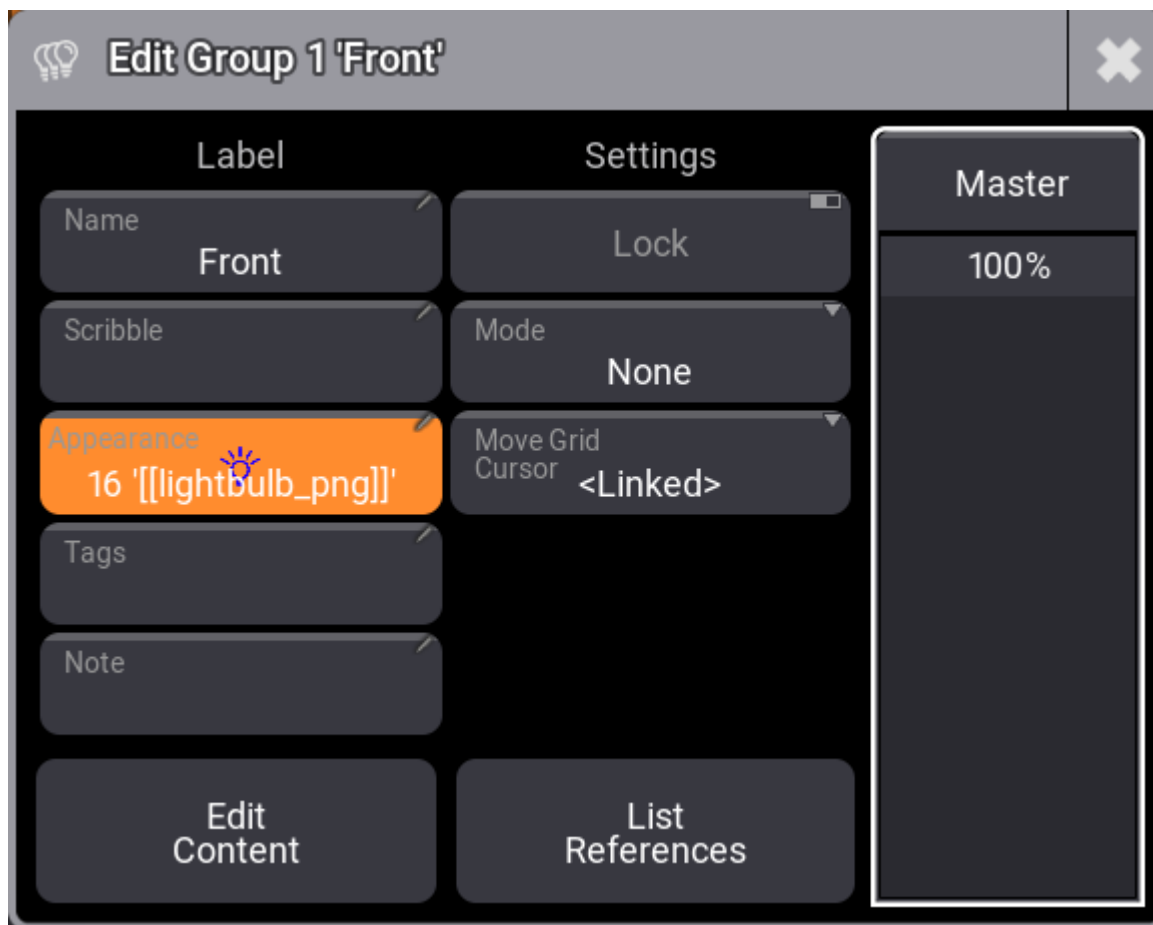 Edit Group 1 'Front'
Label
Settings
Master
Name
Front
Lock
100%
Scribble
Mode
None
Appearance
16 '[[lightbulb_png]]'
Move Grid
Cursor
<Linked>
Tags
Note
Edit
Content
List
References